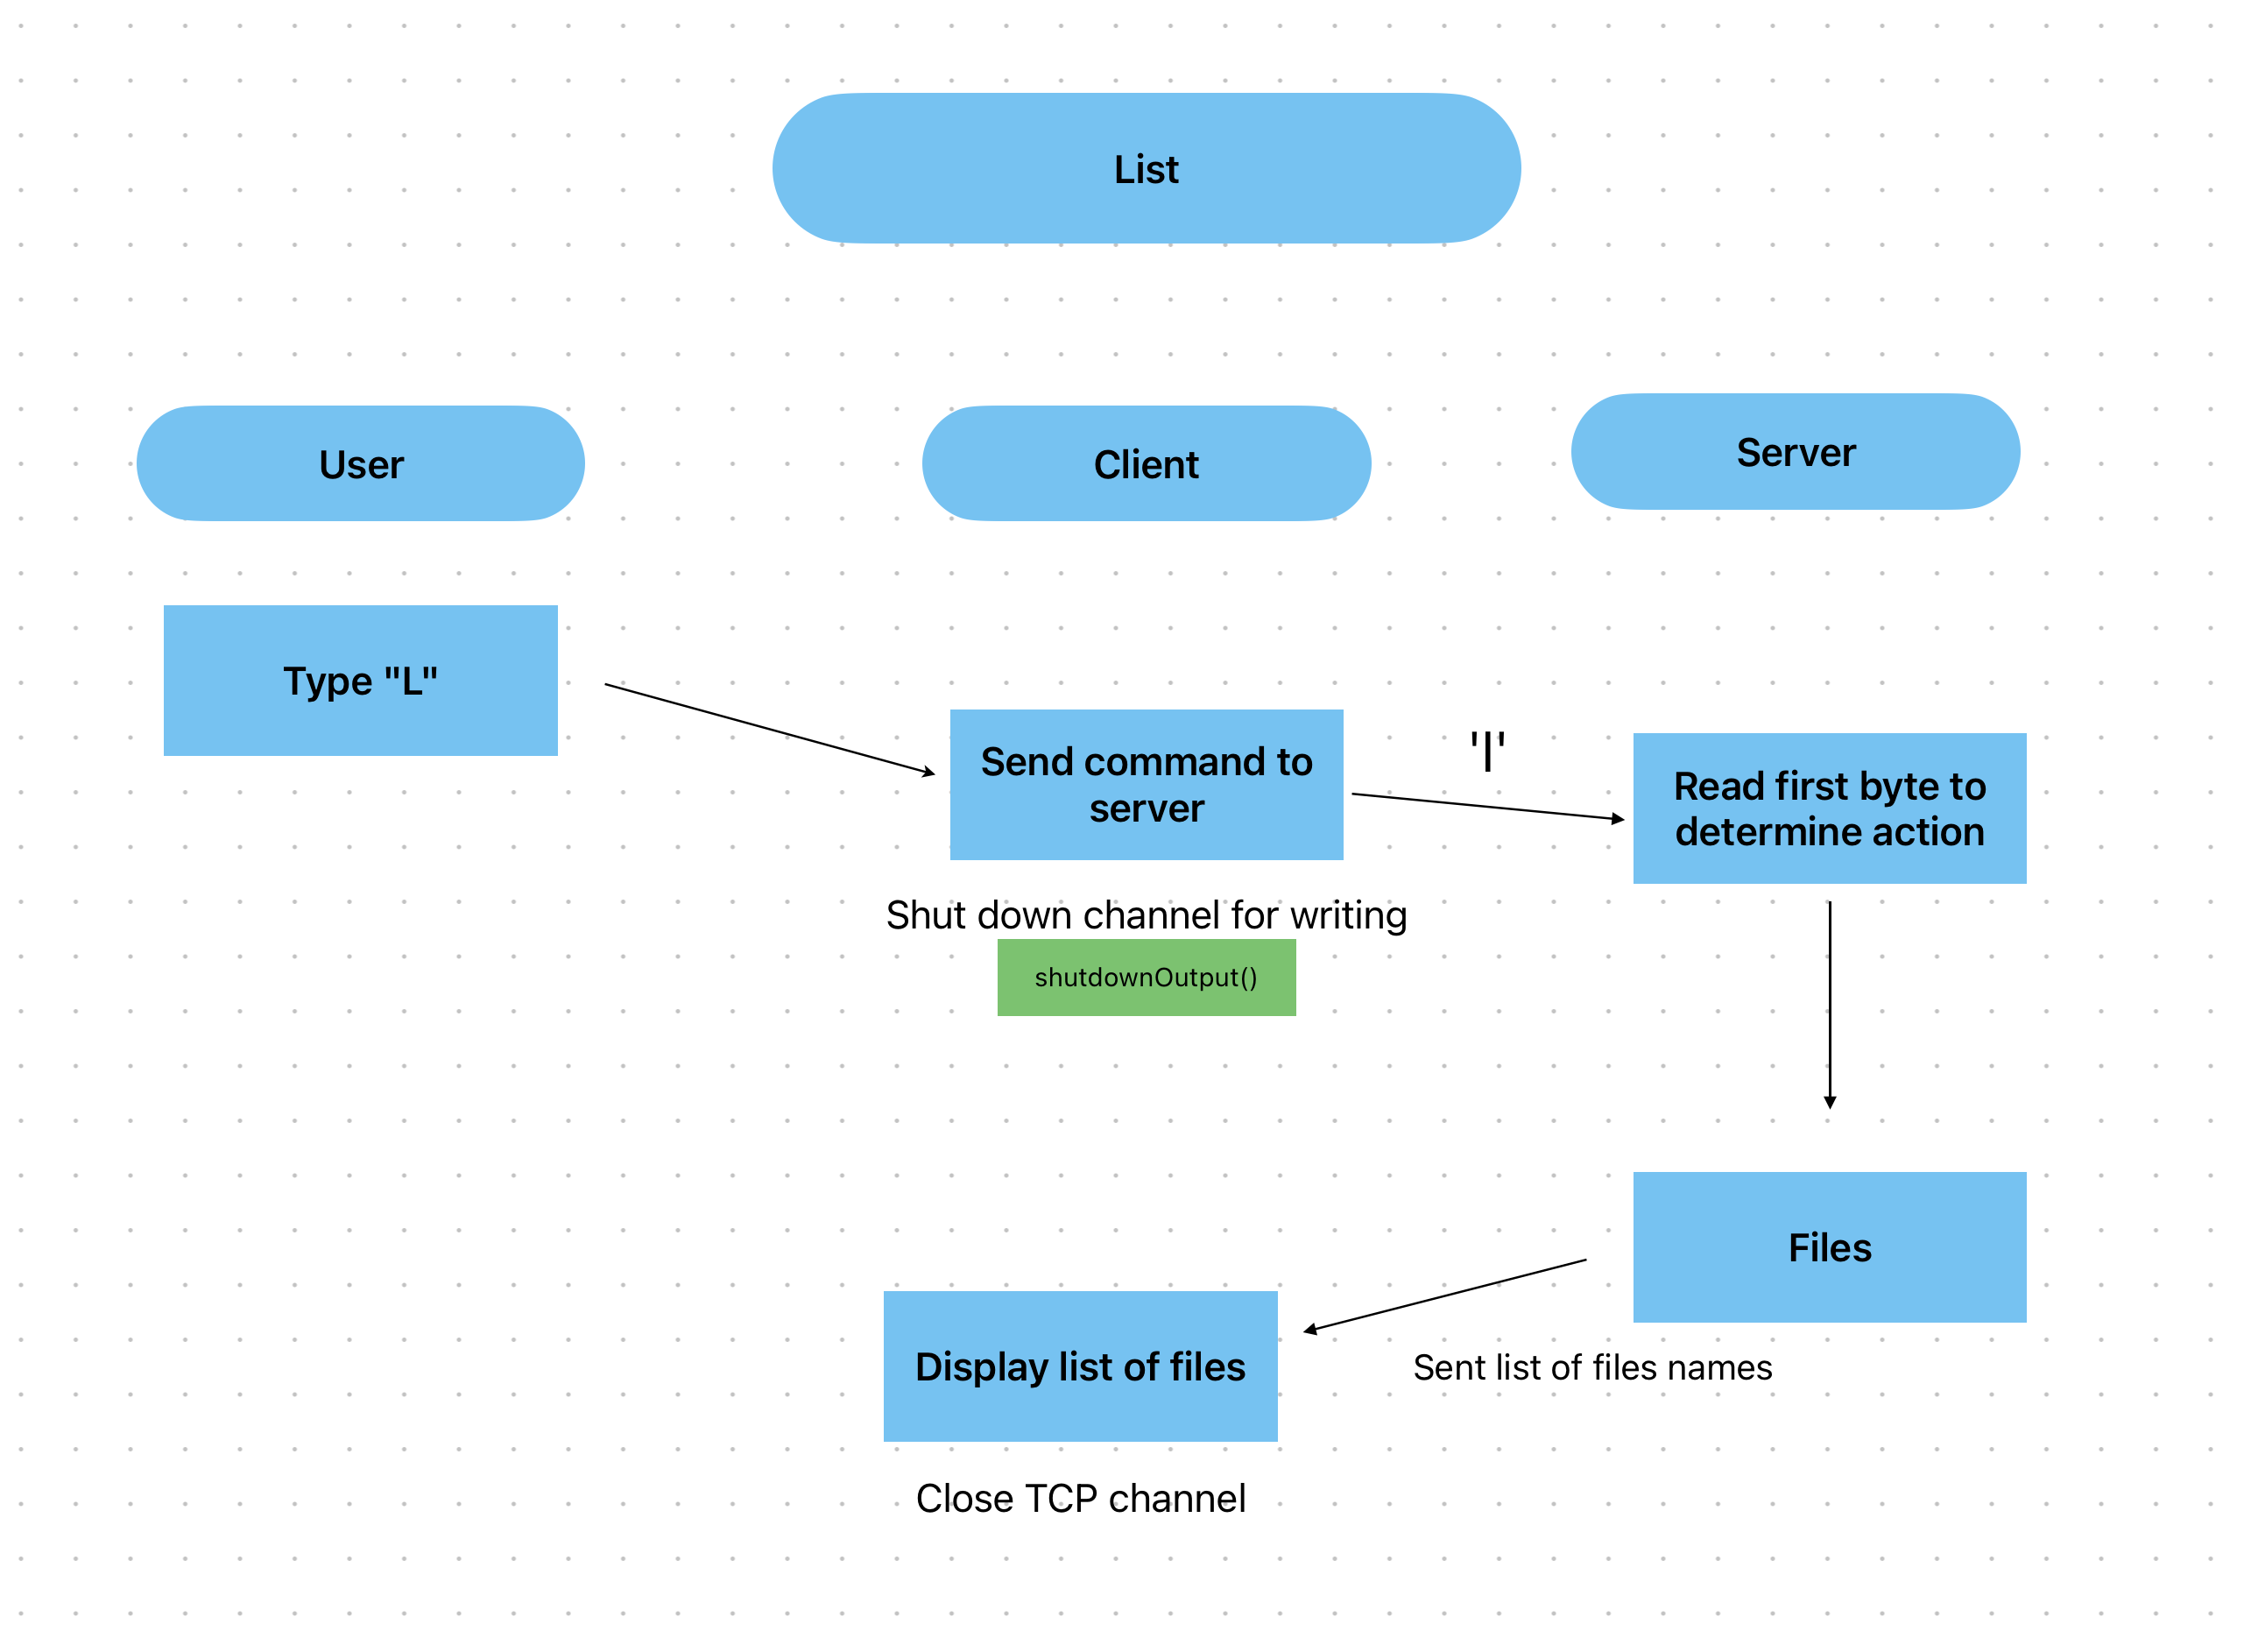 List
User
Client
Server
Type "L"
Send command to
server
'l'
Read first byte to
determine action
Shut down channel for writing
shutdownOutput()
Files
Display list of files
Sent list of files names
Close TCP channel